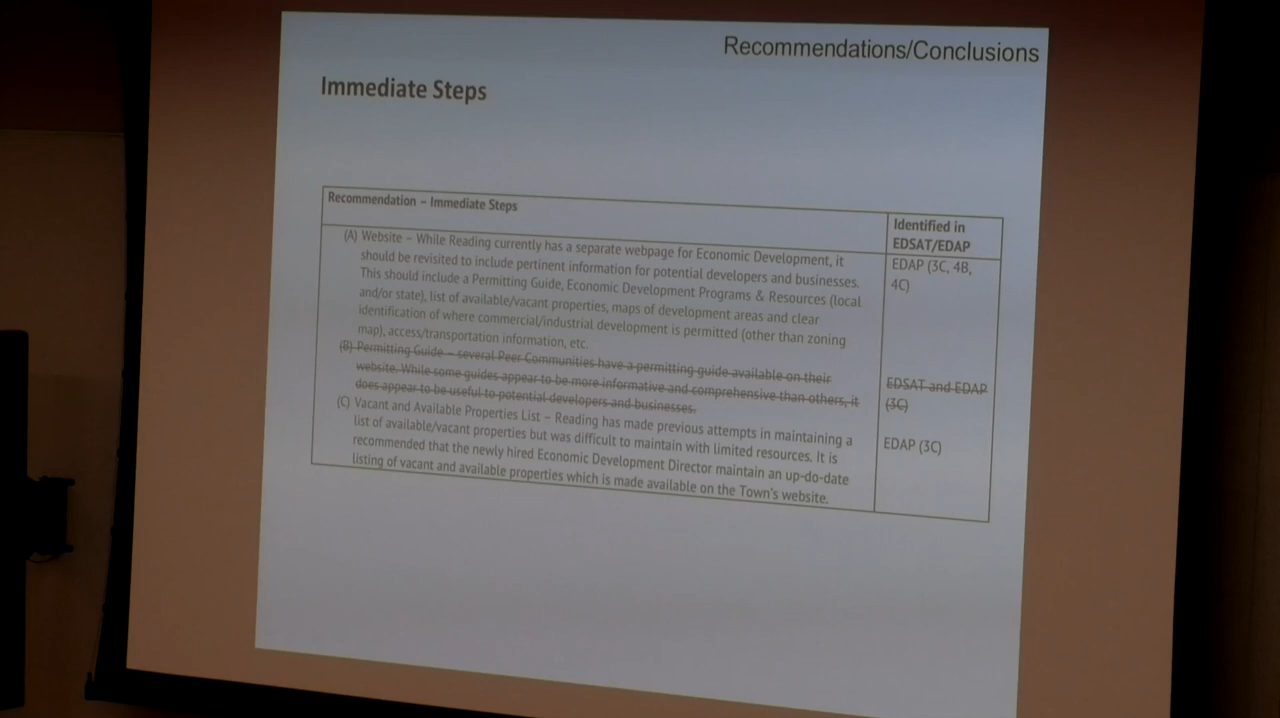 Recommendations/Conclusions
Immediate Steps
Recommendation – Immediate Steps
Identified in
EDSAT/EDAP
(A) Website – While Reading currently has a separate webpage for Economic Development, it
should be revisited to include pertinent information for potential developers and businesses.
This should include a Permitting Guide, Economic Development Programs & Resources (local
and/or state), list of available/vacant properties, maps of development areas and clear
identification of where commercial/industrial development is permitted (other than zoning
map), access/transportation information, etc.
EDAP (3C, 4B,
4C)
(B) Permitting Guide – several Peer Communities have a permitting guide available on their
website. While some guides appear to be more informative and comprehensive than others, it
does appear to be useful to potential developers and businesses.
EDSAT and EDAP
(3C)
(C) Vacant and Available Properties List – Reading has made previous attempts in maintaining a
list of available/vacant properties but was difficult to maintain with limited resources. It is
recommended that the newly hired Economic Development Director maintain an up-do-date
listing of vacant and available properties which is made available on the Town's website.
EDAP (3C)